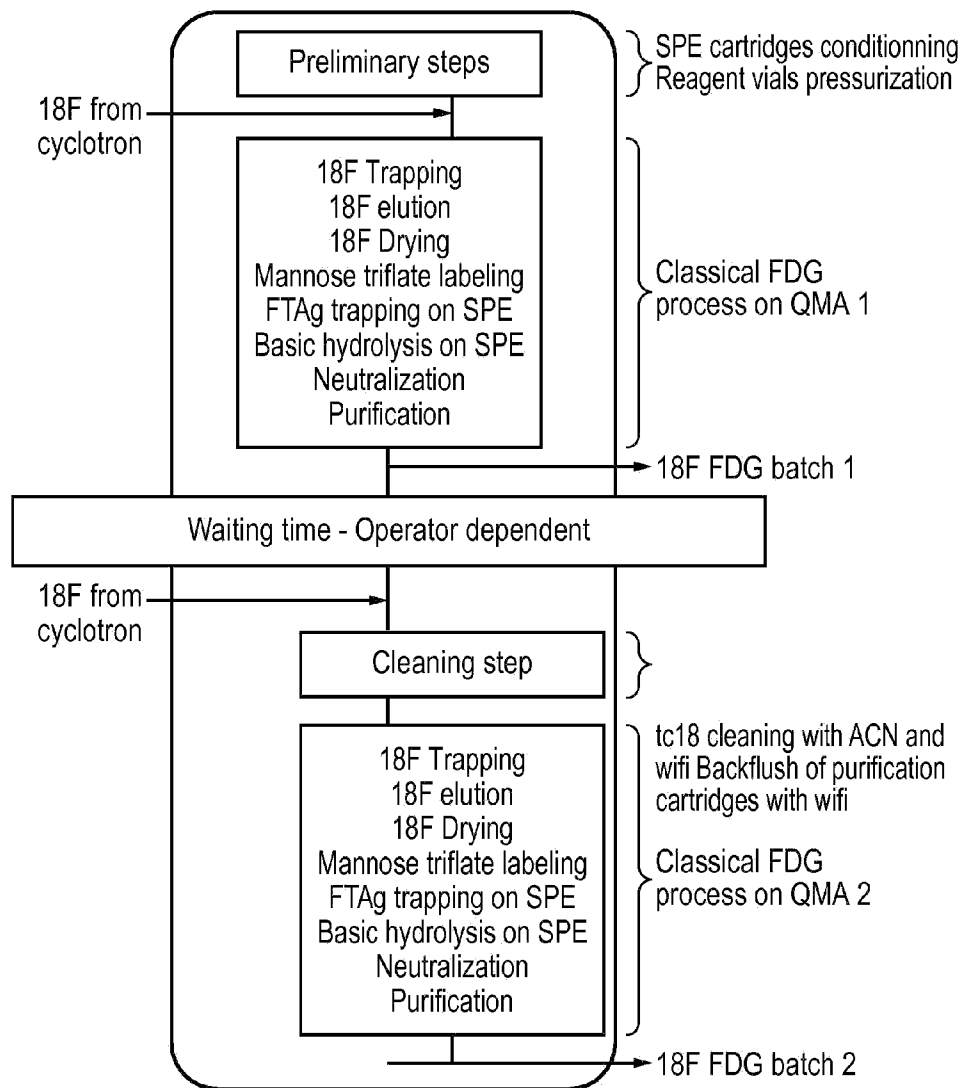 Preliminary steps
SPE cartridges conditionning
Reagent vials pressurization
18F from
cyclotron
18F Trapping
18F elution
18F Drying
Mannose triflate labeling
FTAg trapping on SPE
Basic hydrolysis on SPE
Neutralization
Purification
Classical FDG
process on QMA 1
18F FDG batch 1
Waiting time - Operator dependent
18F from
cyclotron
Cleaning step
tc18 cleaning with ACN and
wifi Backflush of purification
cartridges with wifi
18F Trapping
18F elution
18F Drying
Mannose triflate labeling
FTAg trapping on SPE
Basic hydrolysis on SPE
Neutralization
Purification
Classical FDG
process on QMA 2
18F FDG batch 2